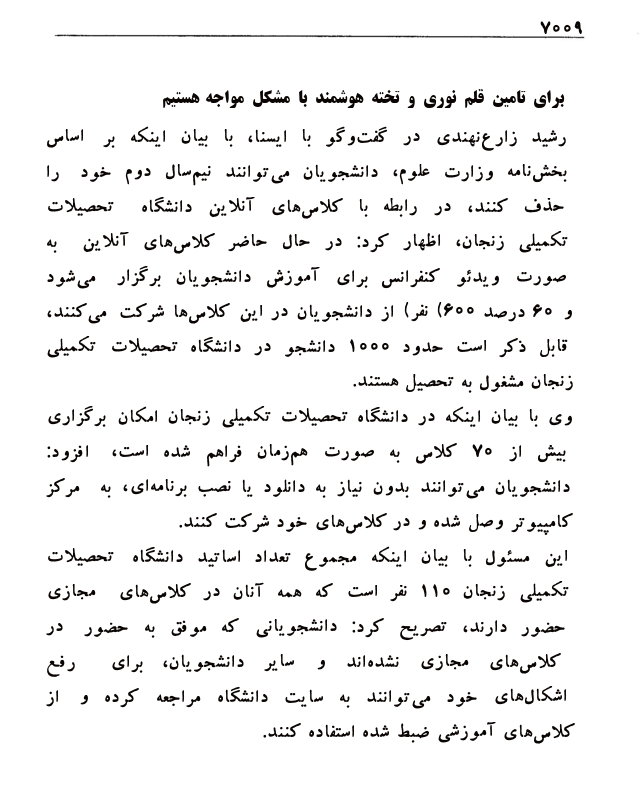 ۷۰۰۹
برای تامین قلم نوری و تخته هوشمند با مشکل مواجه هستیم
رشید زارع‌نهندی در گفت‌وگو با ایسنا، با بیان اینکه بر اساس
بخش‌نامه وزارت علوم، دانشجویان می‌توانند نیم‌سال دوم خود را
حذف کنند، در رابطه با کلاس‌های آنلاین دانشگاه تحصیلات
تکمیلی زنجان، اظهار کرد: در حال حاضر کلاس‌های آنلاین به
صورت ویدئو کنفرانس برای آموزش دانشجویان برگزار می‌شود
و ۶۰ درصد ۶۰۰) نفر) از دانشجویان در این کلاس‌ها شرکت می‌کنند،
قابل ذکر است حدود ۱۰۰۰ دانشجو در دانشگاه تحصیلات تکمیلی
زنجان مشغول به تحصیل هستند.
وی با بیان اینکه در دانشگاه تحصیلات تکمیلی زنجان امکان برگزاری
بیش از ۷۰ کلاس به صورت هم‌زمان فراهم شده است، افزود:
دانشجویان می‌توانند بدون نیاز به دانلود یا نصب برنامه‌ای، به مرکز
کامپیوتر وصل شده و در کلاس‌های خود شرکت کنند.
این مسئول با بیان اینکه مجموع تعداد اساتید دانشگاه تحصیلات
تکمیلی زنجان ۱۱۰ نفر است که همه آنان در کلاس‌های مجازی
حضور دارند، تصریح کرد: دانشجویانی که موفق به حضور در
کلاس‌های مجازی نشده‌اند و سایر دانشجویان، برای رفع
اشکال‌های خود می‌توانند به سایت دانشگاه مراجعه کرده و از
کلاس‌های آموزشی ضبط شده استفاده کنند.